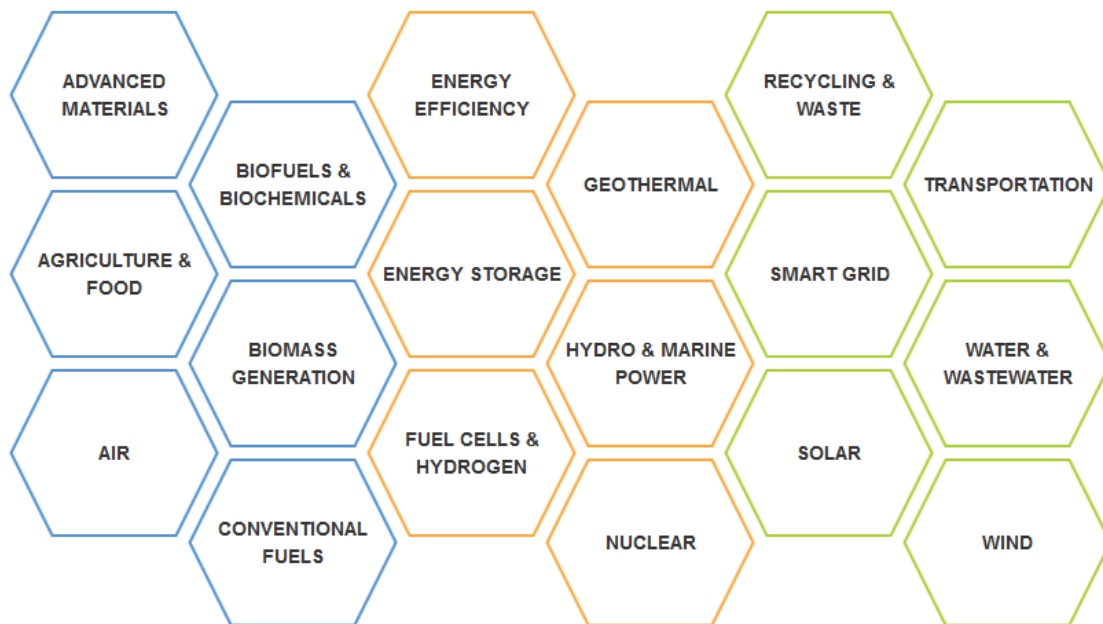 ADVANCED
MATERIALS
AGRICULTURE &
FOOD
AIR
BIOFUELS &
BIOCHEMICALS
BIOMASS
GENERATION
CONVENTIONAL
FUELS
ENERGY
EFFICIENCY
ENERGY STORAGE
FUEL CELLS &
HYDROGEN
GEOTHERMAL
HYDRO & MARINE
POWER
NUCLEAR
RECYCLING &
WASTE
SMART GRID
SOLAR
TRANSPORTATION
WATER &
WASTEWATER
WIND